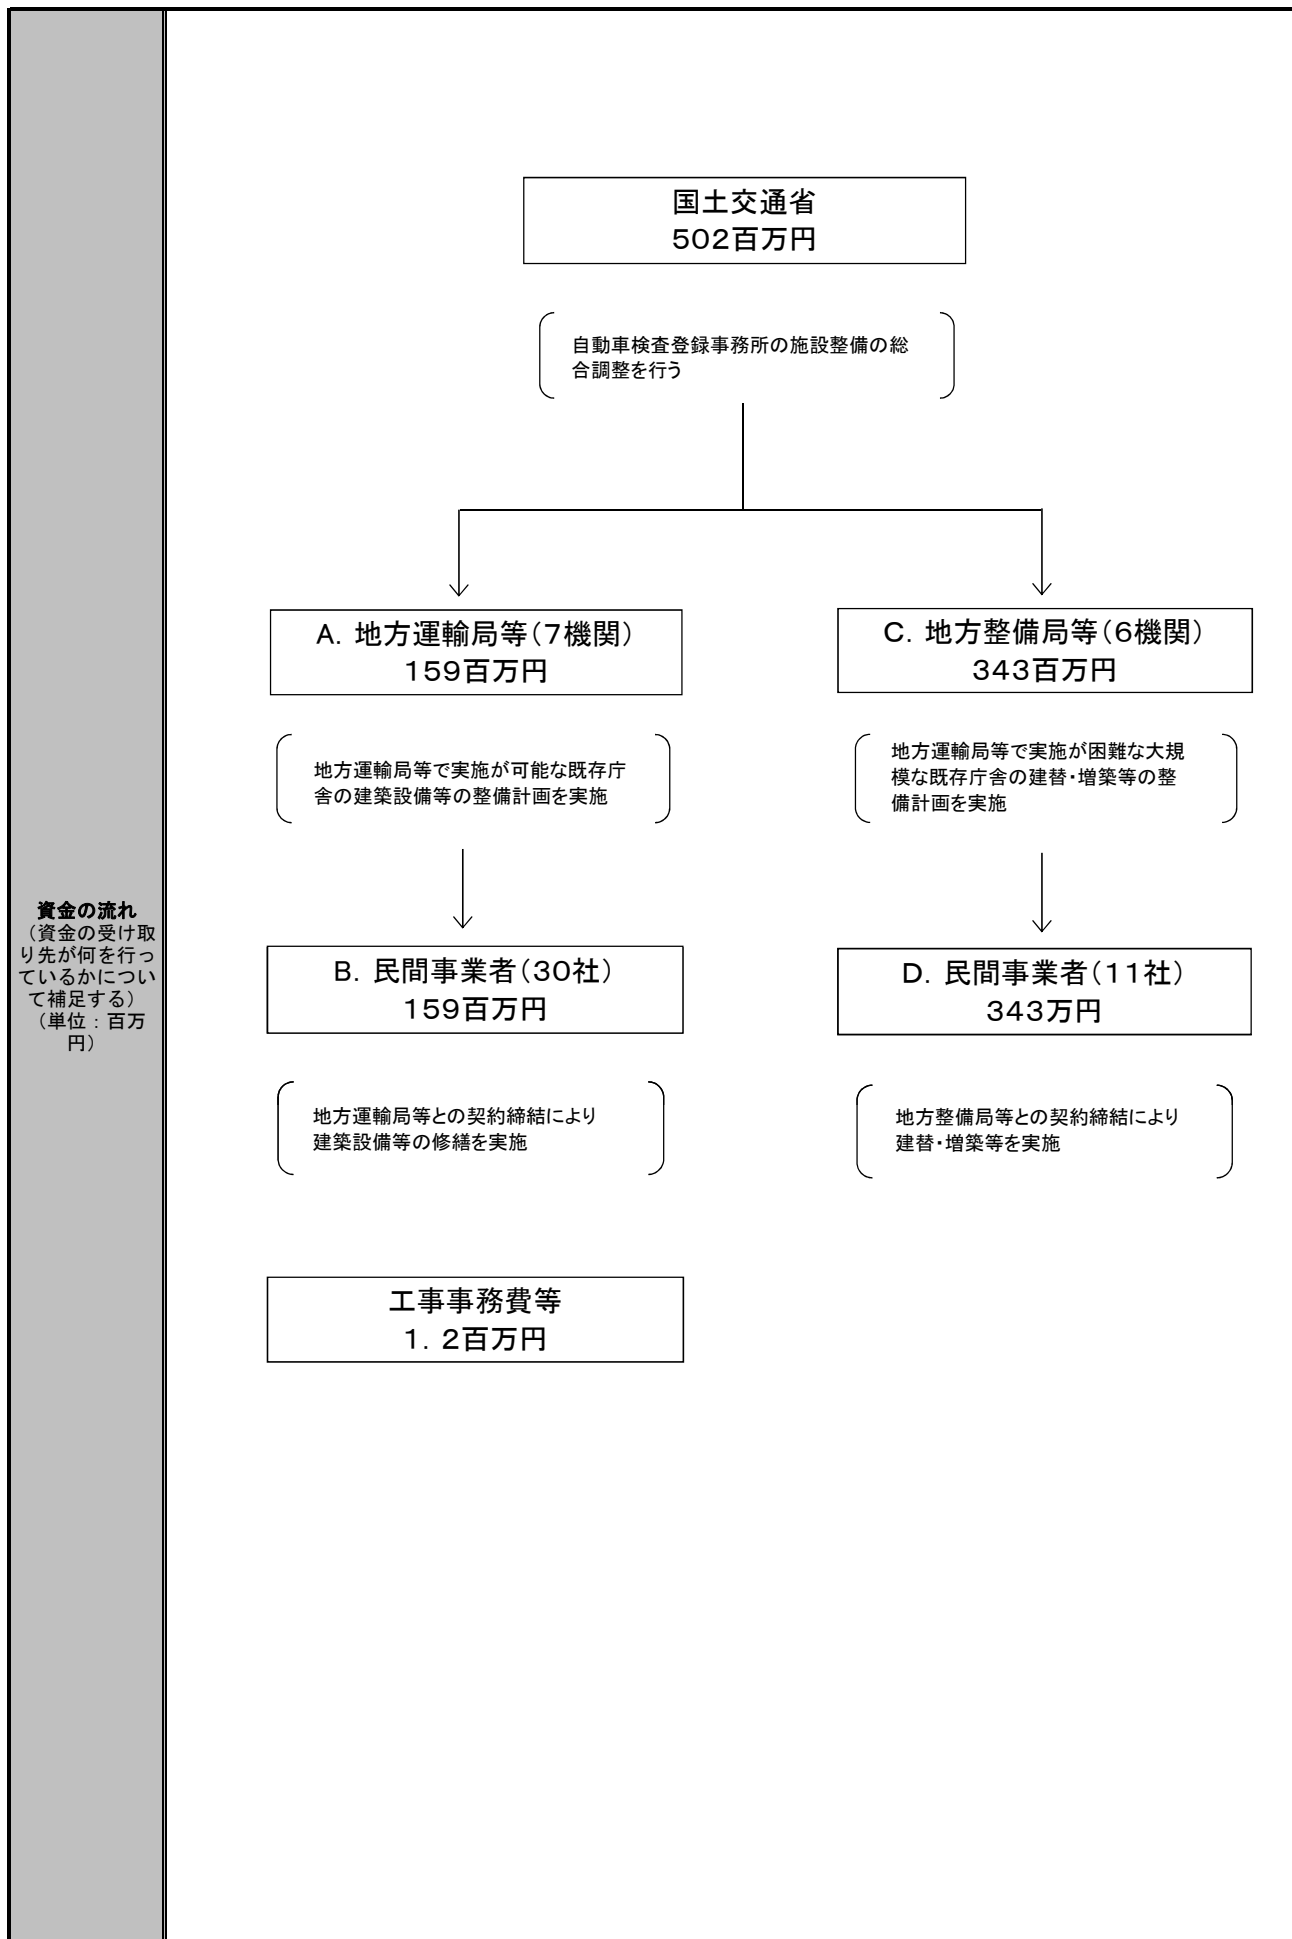 資金の流れ
（資金の受け取
り先が何を行っ
ているかについ
て補足する）
（単位：百万
円）
国土交通省
502百万円
自動車検査登録事務所の施設整備の総
合調整を行う
A. 地方運輸局等（7機関）
159百万円
地方運輸局等で実施が可能な既存庁
舎の建築設備等の整備計画を実施
B. 民間事業者（30社）
159百万円
地方運輸局等との契約締結により
建築設備等の修繕を実施
工事事務費等
1. 2百万円
C. 地方整備局等（6機関）
343百万円
地方運輸局等で実施が困難な大規
模な既存庁舎の建替・増築等の整
備計画を実施
D. 民間事業者（11社）
343万円
地方整備局等との契約締結により
建替・増築等を実施